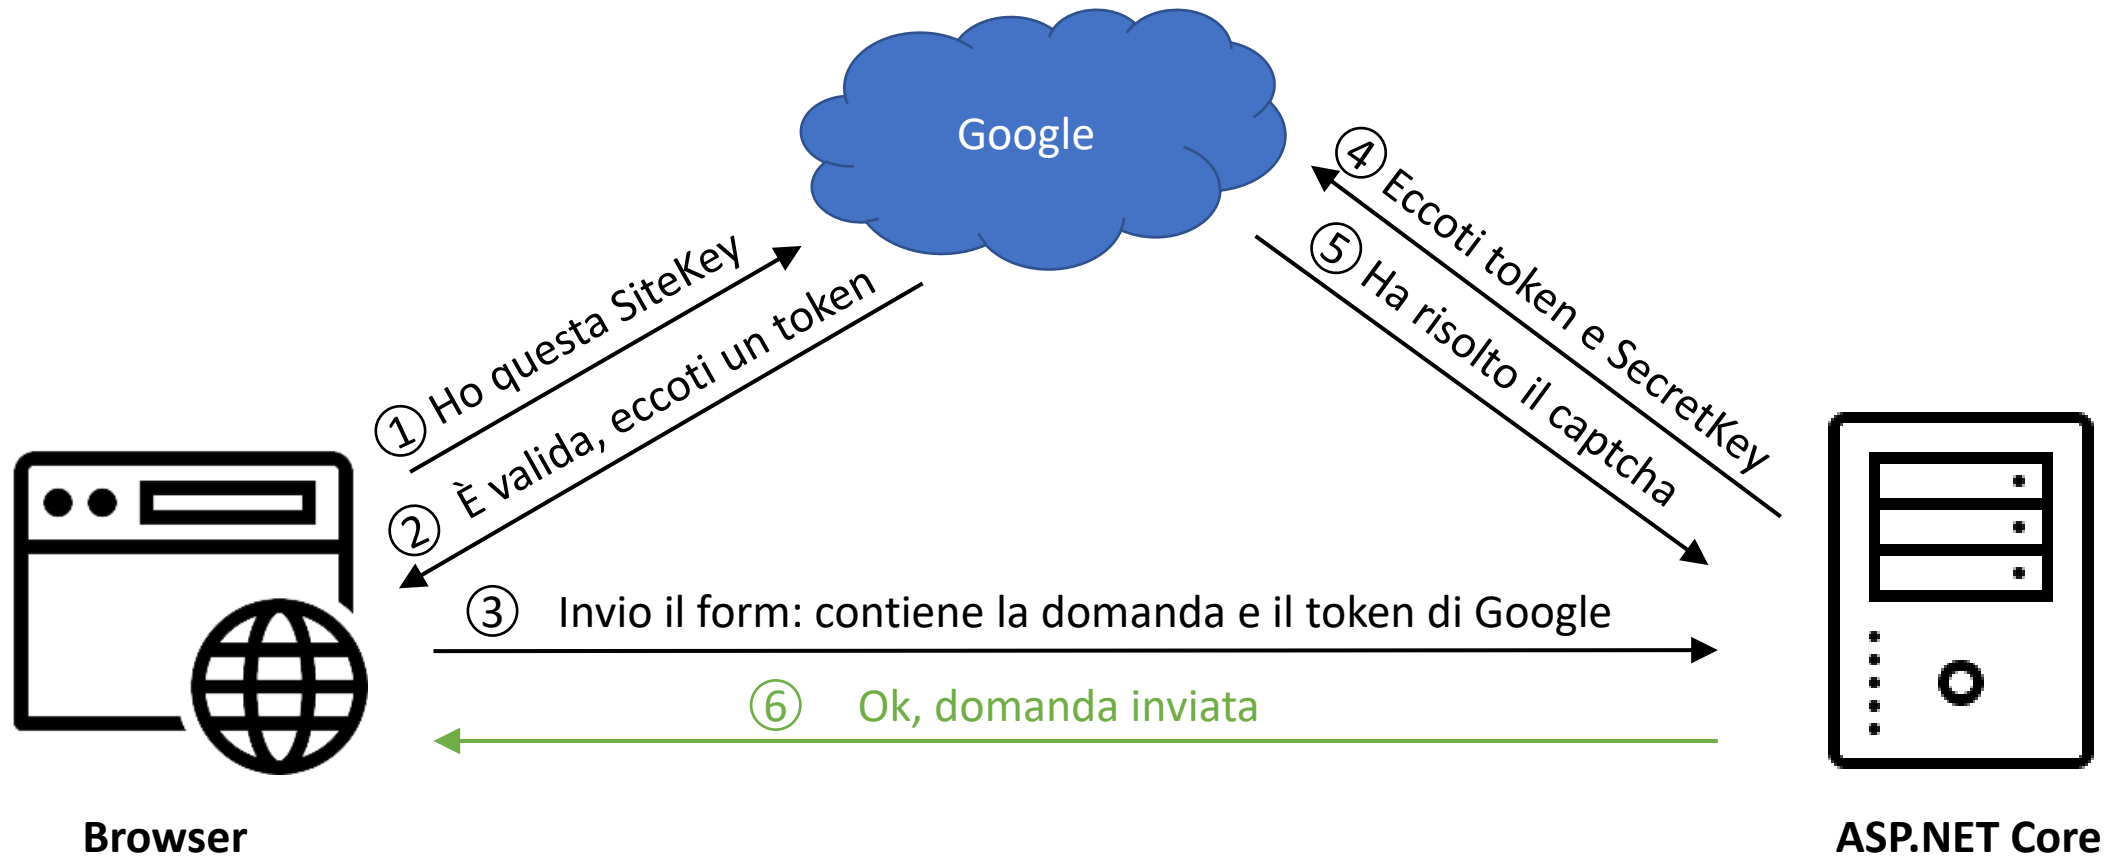 Google
① Ho questa SiteKey
② È valida, eccoti un token
③ Invio il form: contiene la domanda e il token di Google
④ Eccoti token e SecretKey
⑤ Ha risolto il captcha
⑥ Ok, domanda inviata
Browser
ASP.NET Core